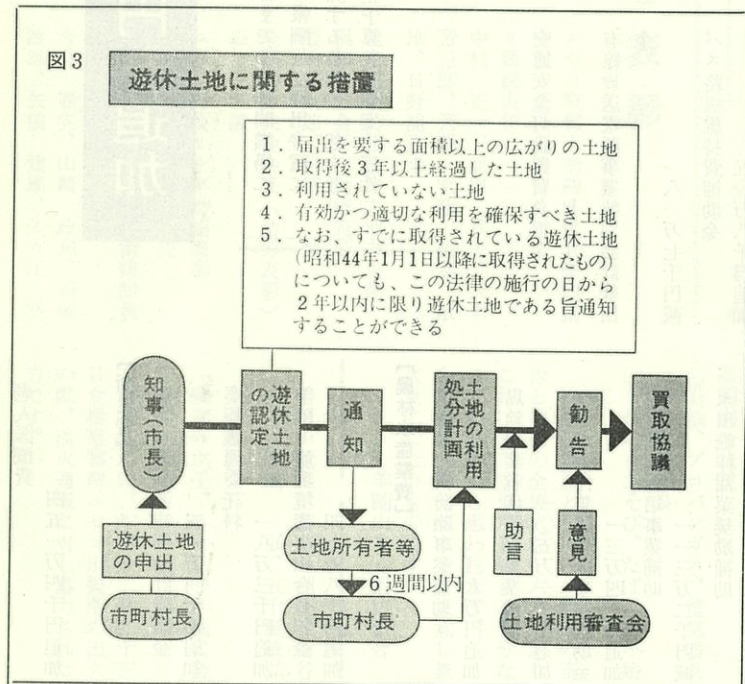 図3
遊休土地に関する措置
1．届出を要する面積以上の広がりの土地
2．取得後3年以上経過した土地
3．利用されていない土地
4．有効かつ適切な利用を確保すべき土地
5．なお、すでに取得されている遊休土地
(昭和44年1月1日以降に取得されたもの)
についても、この法律の施行の日から
2年以内に限り遊休土地である旨通知
することができる
知事(市長)
遊休土地
の認定
通知
土地の利用
処分計画
勧告
買取協議
遊休土地
の申出
市町村長
土地所有者等
6週間以内
市町村長
助言
意見
土地利用審査会